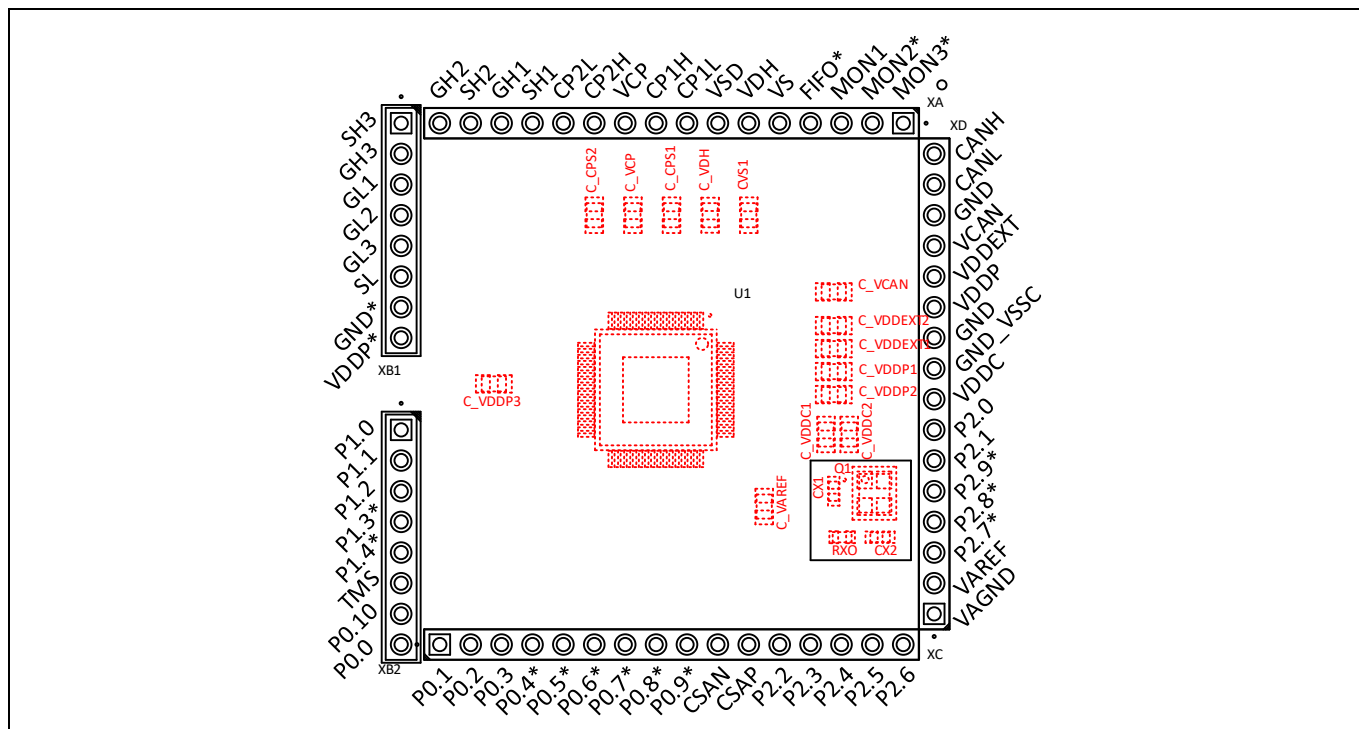 GH2
SH2
GH1
SH1
CP2L
CP2H
VCP
CP1H
CP1L
VSD
VDH
VS
FIFO*
MON1
MON2*
MON3*
XA
XD
SH3
GH3
GL1
GL2
GL3
SL
GND*
VDDP*
XB1
C_CPS2
C_VCP
C_CPS1
C_VDH
CVS1
U1
C_VCAN
C_VDDEXT2
C_VDDEXT1
C_VDDP1
C_VDDP2
C_VDDC1
C_VDDC2
C_VDDP3
C_VAREF
Q1
CX1
RXO
CX2
CANH
CANL
GND
VCAN
VDDEXT
VDDP
GND
GND_VSSC
VDDC
P2.0
P2.1
P2.9*
P2.8*
P2.7*
VAREF
VAGND
P1.0
P1.1
P1.2
P1.3*
P1.4*
TMS
P0.10
P0.0
XB2
XC
P0.1
P0.2
P0.3
P0.4*
P0.5*
P0.6*
P0.7*
P0.8*
P0.9*
CSAN
CSAP
P2.2
P2.3
P2.4
P2.5
P2.6